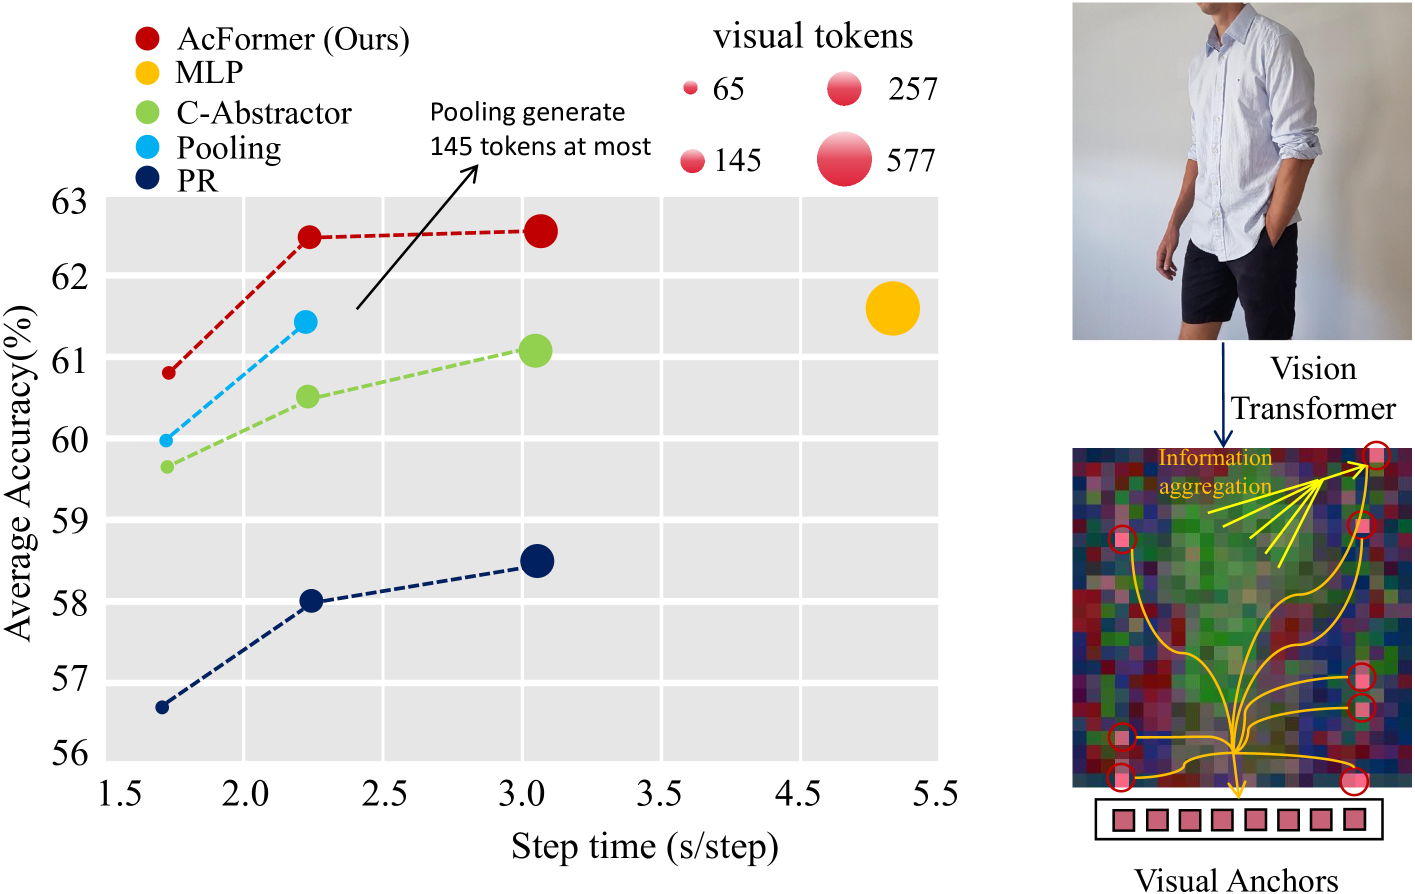 AcFormer (Ours)
MLP
C-Abstractor
Pooling
PR
Pooling generate
145 tokens at most
visual tokens
65
257
145
577
63
62
61
60
59
58
57
56
Average Accuracy(%)
1.5
2.0
2.5
3.0
3.5
4.5
5.5
Step time (s/step)
Vision
Transformer
Information
aggregation
Visual Anchors